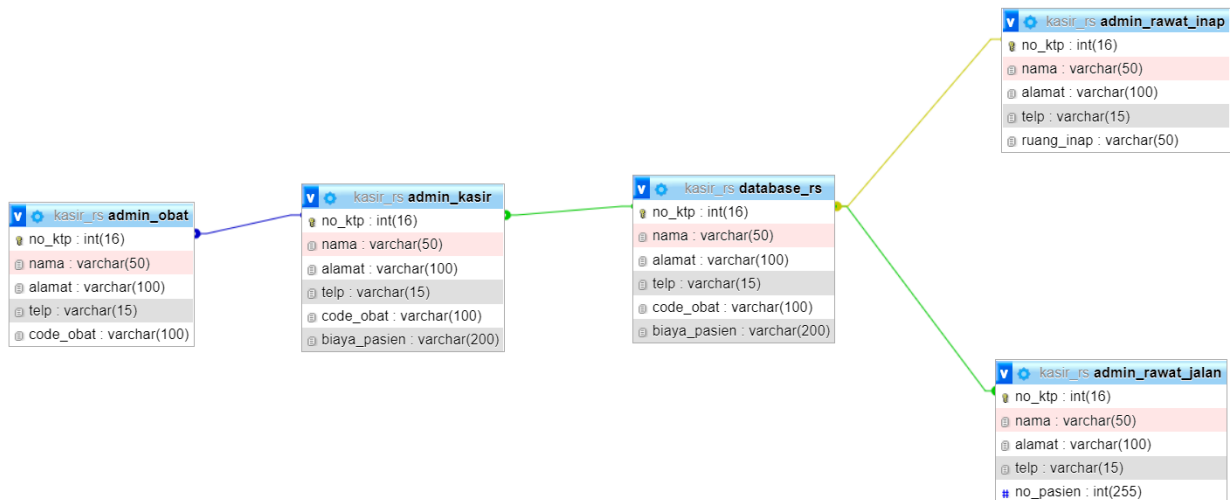 v kasir_rs admin_obat
no_ktp : int(16)
nama : varchar(50)
alamat : varchar(100)
telp : varchar(15)
code_obat : varchar(100)
v kasir_rs admin_kasir
no_ktp : int(16)
nama : varchar(50)
alamat : varchar(100)
telp : varchar(15)
code_obat : varchar(100)
biaya_pasien : varchar(200)
v kasir_rs database_rs
no_ktp : int(16)
nama : varchar(50)
alamat : varchar(100)
telp : varchar(15)
code_obat : varchar(100)
biaya_pasien : varchar(200)
v kasir_rs admin_rawat_inap
no_ktp : int(16)
nama : varchar(50)
alamat : varchar(100)
telp : varchar(15)
ruang_inap : varchar(50)
v kasir_rs admin_rawat_jalan
no_ktp : int(16)
nama : varchar(50)
alamat : varchar(100)
telp : varchar(15)
# no_pasien : int(255)